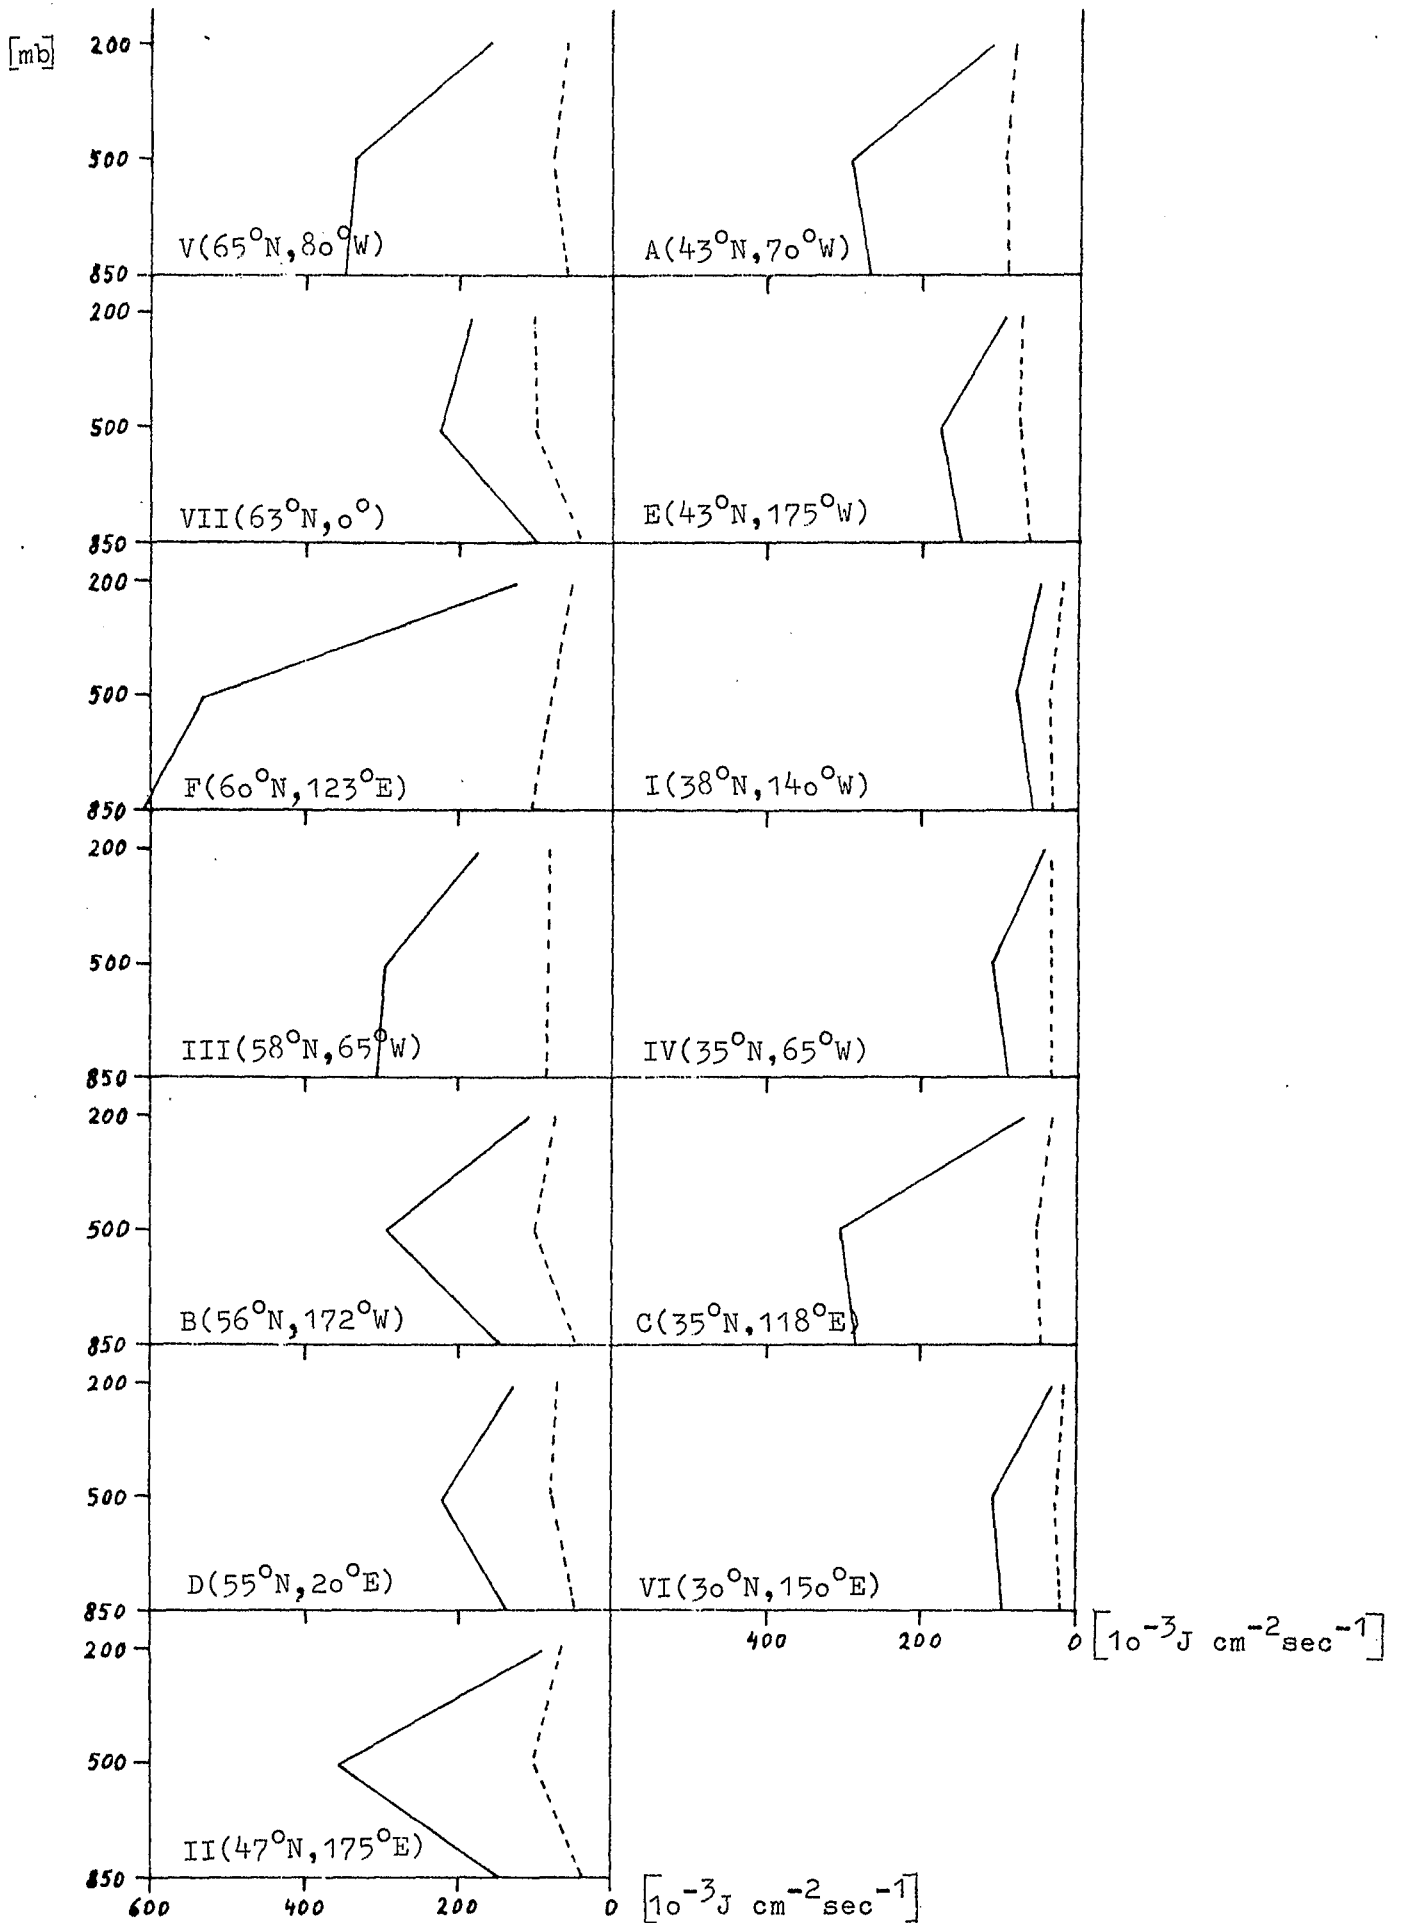 [mb]
200
500
V(65°N,80°W)
A(43°N,70°W)
850
200
500
VII(63°N,0°)
E(43°N,175°W)
850
200
500
F(60°N,123°E)
I(38°N,140°W)
850
200
500
III(58°N,65°W)
IV(35°N,65°W)
850
200
500
B(56°N,172°W)
C(35°N,118°E)
850
200
500
D(55°N,20°E)
VI(30°N,150°E)
850
400 200 0 [10⁻³J cm⁻²sec⁻¹]
200
500
II(47°N,175°E)
850
600 400 200 0 [10⁻³J cm⁻²sec⁻¹]